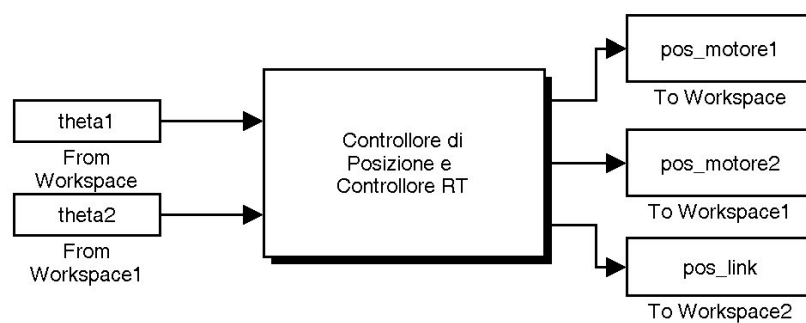 theta1
From
Workspace
theta2
From
Workspace1
Controllore di
Posizione e
Controllore RT
pos_motore1
To Workspace
pos_motore2
To Workspace1
pos_link
To Workspace2